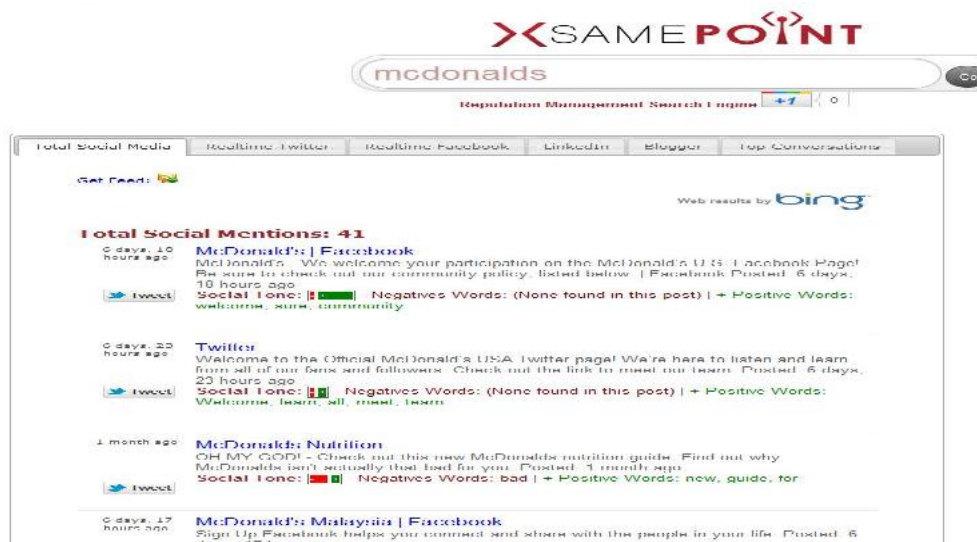 SAMEPOINT
mcdonalds
Co
Reputation Management Search Engine +1 0
Total Social Media Realtime Twitter Realtime Facebook LinkedIn Blogger Top Conversations
Get Feed:
Web results by bing
Total Social Mentions: 41
6 days, 18
hours ago
McDonald's | Facebook
McDonald's - We welcome your participation on the McDonald's U.S. Facebook Page!
Be sure to check out our community policy, listed below. | Facebook Posted: 6 days,
18 hours ago
Tweet
Social Tone: | | Negatives Words: (None found in this post) | + Positive Words:
welcome, sure, community
6 days, 23
hours ago
Twitter
Welcome to the Official McDonald's USA Twitter page! We're here to listen and learn
from all of our fans and followers. Check out the link to meet our team. Posted: 6 days,
23 hours ago
Tweet
Social Tone: | | Negatives Words: (None found in this post) | + Positive Words:
Welcome, learn, all, meet, team
1 month ago
McDonalds Nutrition
OH MY GOD! - Check out this new McDonalds nutrition guide. Find out why
McDonalds isn't actually that bad for you. Posted: 1 month ago
Tweet
Social Tone: | | Negatives Words: bad | + Positive Words: new, guide, for
6 days, 17
hours ago
McDonald's Malaysia | Facebook
Sign Up Facebook helps you connect and share with the people in your life. Posted: 6